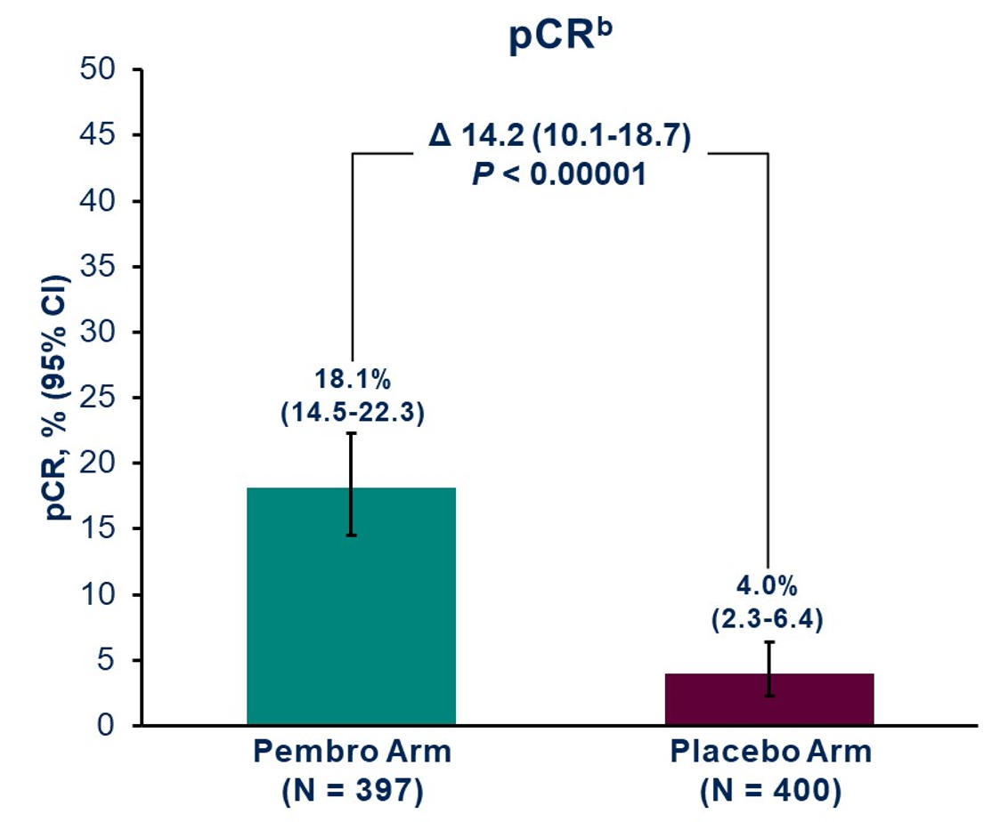 pCRᵇ
50
45
40
35
30
25
20
15
10
5
0
pCR, % (95% CI)
Δ 14.2 (10.1-18.7)
P < 0.00001
18.1%
(14.5-22.3)
4.0%
(2.3-6.4)
Pembro Arm
(N = 397)
Placebo Arm
(N = 400)